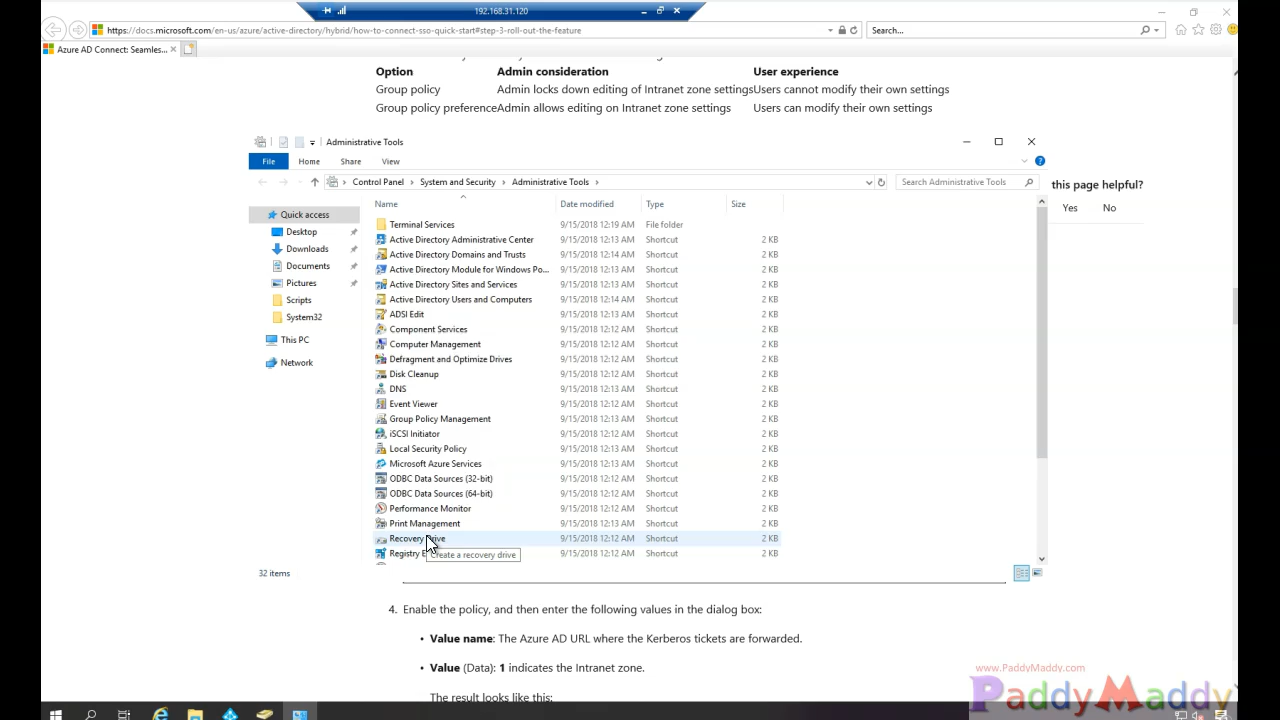 192.168.31.120
https://docs.microsoft.com/en-us/azure/active-directory/hybrid/how-to-connect-sso-quick-start#step-3-roll-out-the-feature
Search...
Azure AD Connect: Seamles...
Option Admin consideration User experience
Group policy Admin locks down editing of Intranet zone settings Users cannot modify their own settings
Group policy preference Admin allows editing on Intranet zone settings Users can modify their own settings
Administrative Tools
File Home Share View
Control Panel > System and Security > Administrative Tools >
Search Administrative Tools
this page helpful?
Yes No
Quick access
Desktop
Downloads
Documents
Pictures
Scripts
System32
This PC
Network
Name Date modified Type Size
Terminal Services 9/15/2018 12:19 AM File folder
Active Directory Administrative Center 9/15/2018 12:13 AM Shortcut 2 KB
Active Directory Domains and Trusts 9/15/2018 12:14 AM Shortcut 2 KB
Active Directory Module for Windows Po... 9/15/2018 12:13 AM Shortcut 2 KB
Active Directory Sites and Services 9/15/2018 12:13 AM Shortcut 2 KB
Active Directory Users and Computers 9/15/2018 12:14 AM Shortcut 2 KB
ADSI Edit 9/15/2018 12:13 AM Shortcut 2 KB
Component Services 9/15/2018 12:12 AM Shortcut 2 KB
Computer Management 9/15/2018 12:12 AM Shortcut 2 KB
Defragment and Optimize Drives 9/15/2018 12:12 AM Shortcut 2 KB
Disk Cleanup 9/15/2018 12:12 AM Shortcut 2 KB
DNS 9/15/2018 12:13 AM Shortcut 2 KB
Event Viewer 9/15/2018 12:12 AM Shortcut 2 KB
Group Policy Management 9/15/2018 12:13 AM Shortcut 2 KB
iSCSI Initiator 9/15/2018 12:12 AM Shortcut 2 KB
Local Security Policy 9/15/2018 12:13 AM Shortcut 2 KB
Microsoft Azure Services 9/15/2018 12:13 AM Shortcut 2 KB
ODBC Data Sources (32-bit) 9/15/2018 12:12 AM Shortcut 2 KB
ODBC Data Sources (64-bit) 9/15/2018 12:12 AM Shortcut 2 KB
Performance Monitor 9/15/2018 12:12 AM Shortcut 2 KB
Print Management 9/15/2018 12:13 AM Shortcut 2 KB
Recovery Drive 9/15/2018 12:12 AM Shortcut 2 KB
Registry E 9/15/2018 12:12 AM Shortcut 2 KB
Create a recovery drive
32 items
4. Enable the policy, and then enter the following values in the dialog box:
• Value name: The Azure AD URL where the Kerberos tickets are forwarded.
• Value (Data): 1 indicates the Intranet zone.
The result looks like this:
www.PaddyMaddy.com
PaddyMaddy